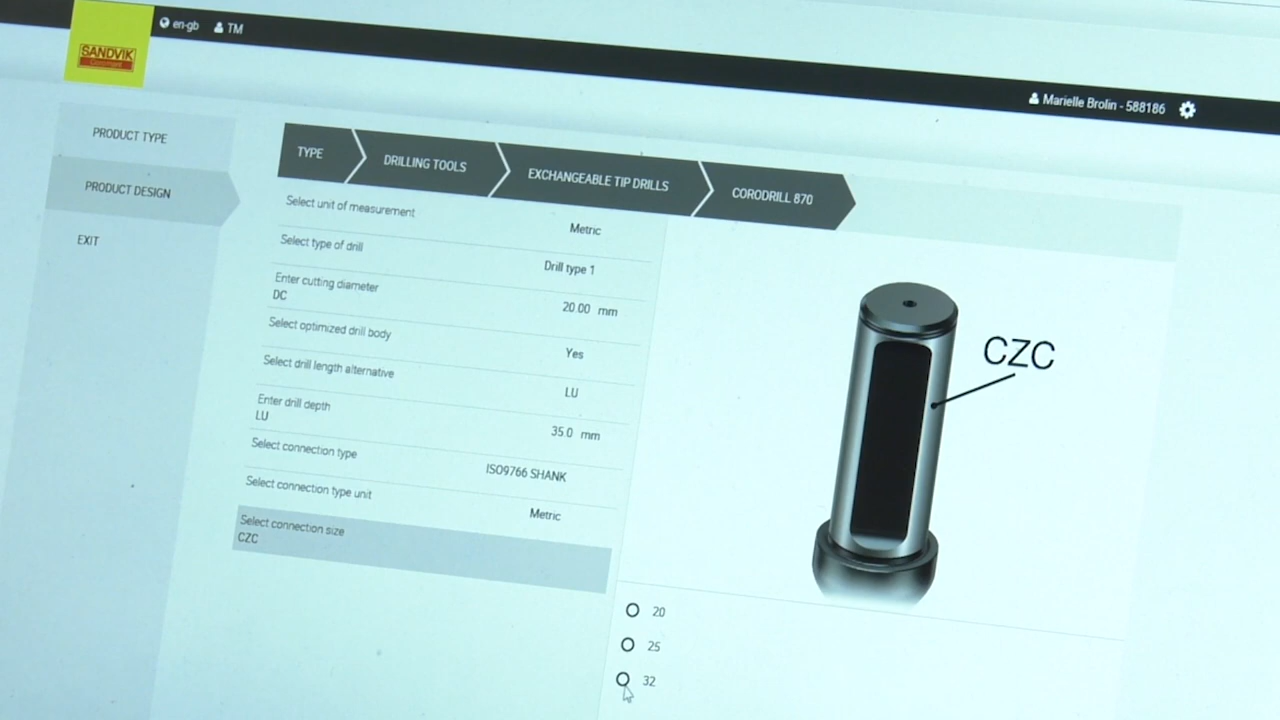 en-gb TM
SANDVIK
Coromant
Marielle Brolin - 588186
PRODUCT TYPE
PRODUCT DESIGN
EXIT
TYPE DRILLING TOOLS EXCHANGEABLE TIP DRILLS CORODRILL 870
Select unit of measurement
Metric
Select type of drill
Drill type 1
Enter cutting diameter
DC
20.00 mm
Select optimized drill body
Yes
Select drill length alternative
LU
Enter drill depth
LU
35.0 mm
Select connection type
ISO9766 SHANK
Select connection type unit
Metric
Select connection size
CZC
CZC
20
25
32